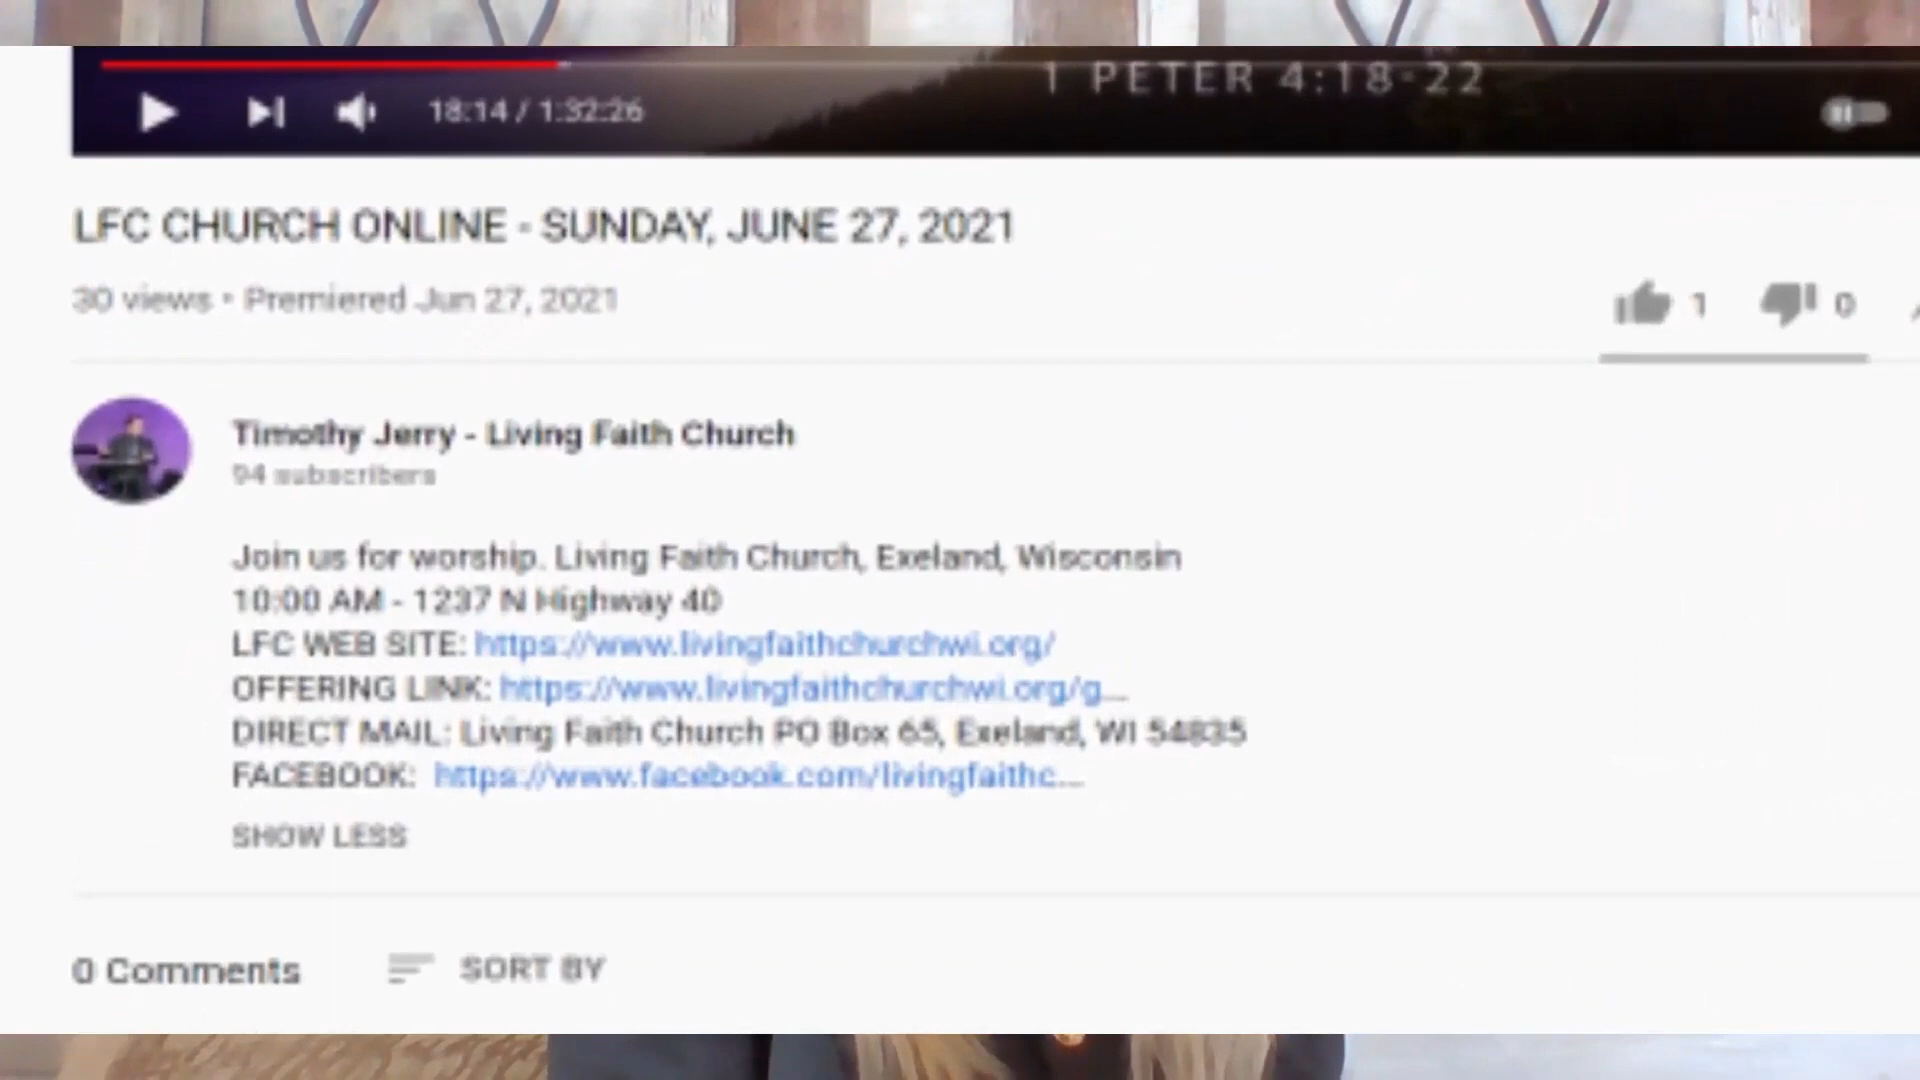 1 PETER 4:18-22
18:14 / 1:32:26
LFC CHURCH ONLINE - SUNDAY, JUNE 27, 2021
30 views • Premiered Jun 27, 2021
1 0
Timothy Jerry - Living Faith Church
94 subscribers
Join us for worship. Living Faith Church, Exeland, Wisconsin
10:00 AM - 1237 N Highway 40
LFC WEB SITE: https://www.livingfaithchurchwi.org/
OFFERING LINK: https://www.livingfaithchurchwi.org/g...
DIRECT MAIL: Living Faith Church PO Box 65, Exeland, WI 54835
FACEBOOK: https://www.facebook.com/livingfaithc...
SHOW LESS
0 Comments SORT BY